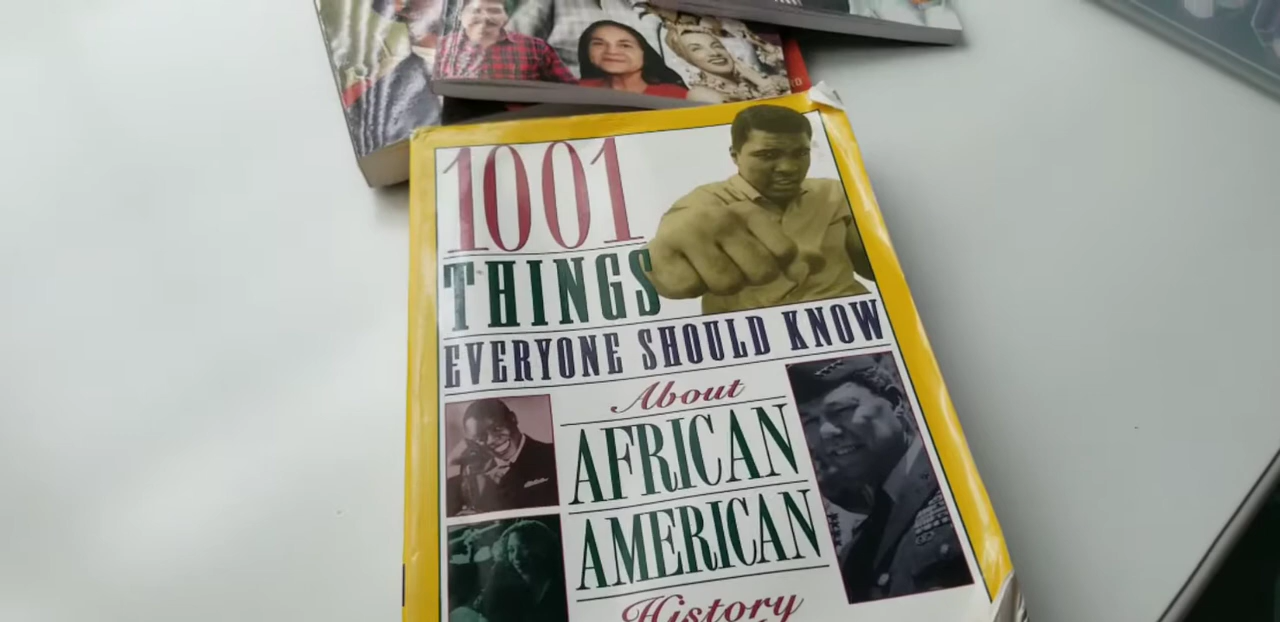 1001
THINGS
EVERYONE SHOULD KNOW
About
AFRICAN
AMERICAN
History